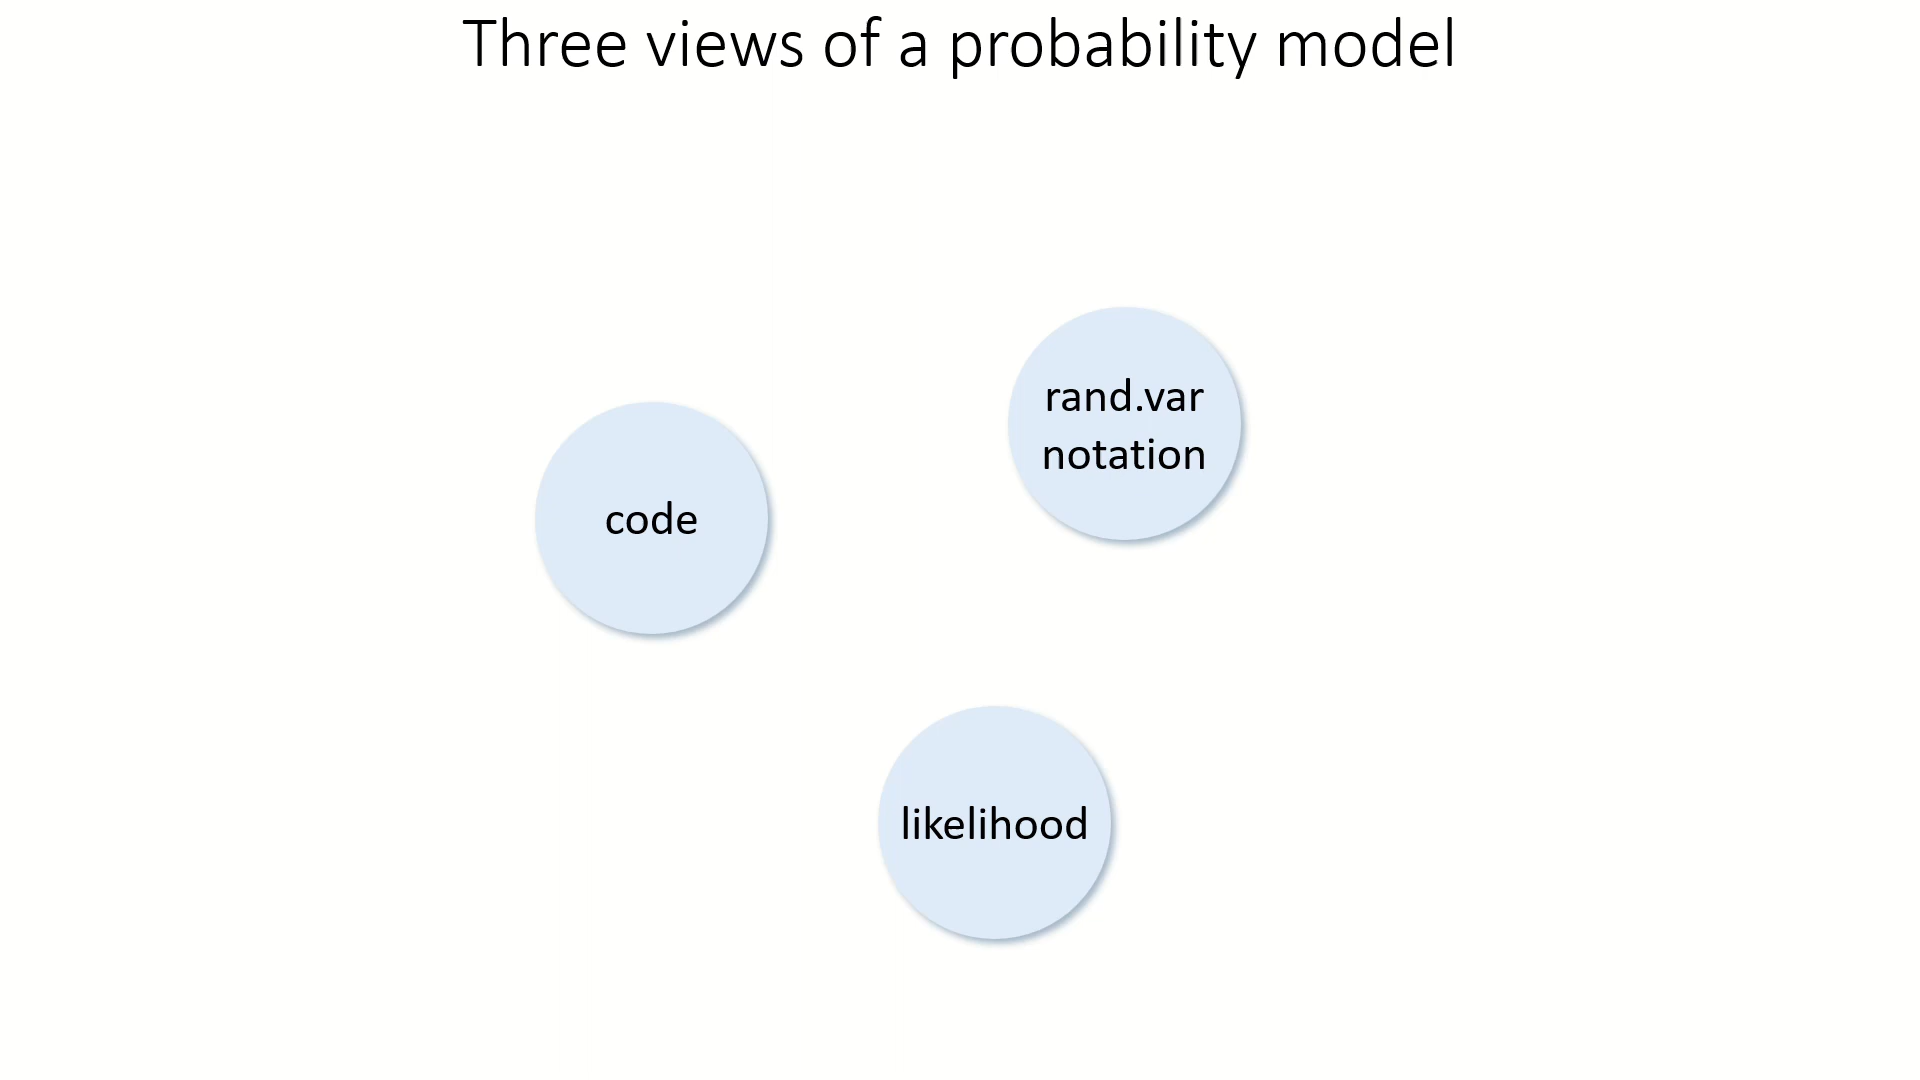 Three views of a probability model
rand.var
notation
code
likelihood